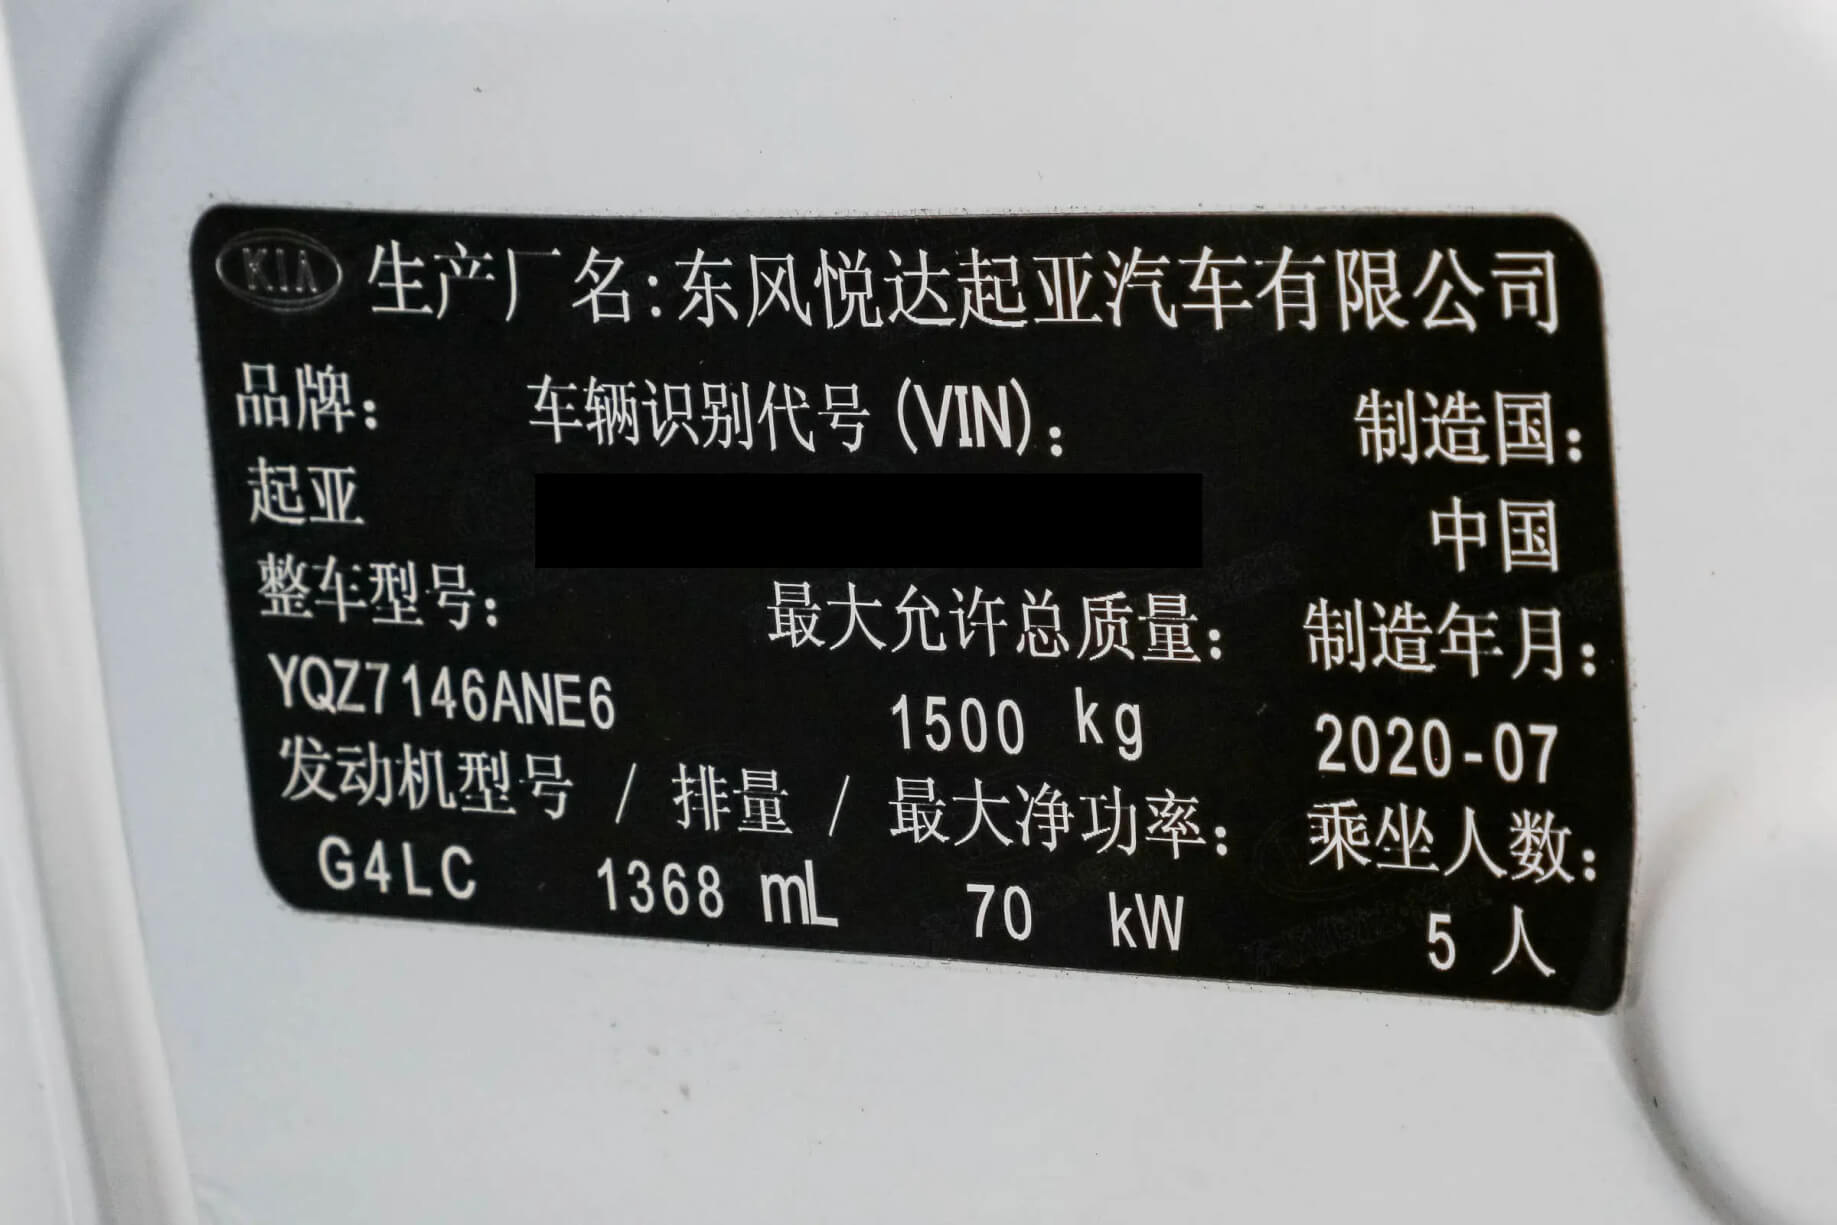 KIA 生产厂名:东风悦达起亚汽车有限公司
品牌: 车辆识别代号(VIN): 制造国:
起亚 中国
整车型号: 最大允许总质量: 制造年月:
YQZ7146ANE6 1500 kg 2020-07
发动机型号 / 排量 / 最大净功率: 乘坐人数:
G4LC 1368 mL 70 kW 5 人